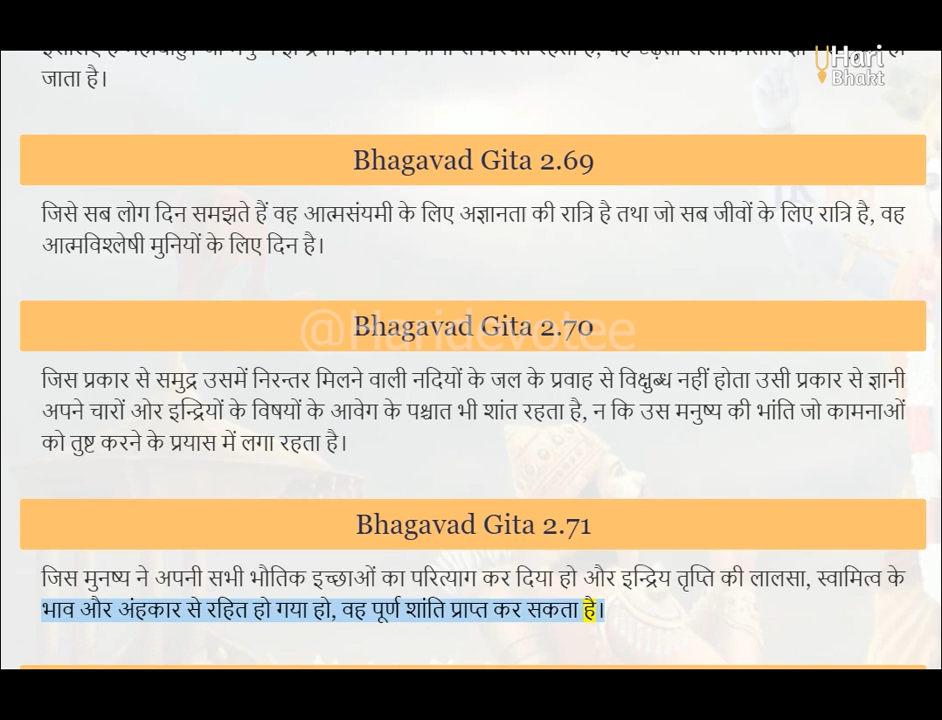 Hari
Bhakt
जाता है।
Bhagavad Gita 2.69
जिसे सब लोग दिन समझते हैं वह आत्मसंयमी के लिए अज्ञानता की रात्रि है तथा जो सब जीवों के लिए रात्रि है, वह
आत्मविश्लेषी मुनियों के लिए दिन है।
@Haridevotee
Bhagavad Gita 2.70
जिस प्रकार से समुद्र उसमें निरन्तर मिलने वाली नदियों के जल के प्रवाह से विक्षुब्ध नहीं होता उसी प्रकार से ज्ञानी
अपने चारों ओर इन्द्रियों के विषयों के आवेग के पश्चात भी शांत रहता है, न कि उस मनुष्य की भांति जो कामनाओं
को तुष्ट करने के प्रयास में लगा रहता है।
Bhagavad Gita 2.71
जिस मुनष्य ने अपनी सभी भौतिक इच्छाओं का परित्याग कर दिया हो और इन्द्रिय तृप्ति की लालसा, स्वामित्व के
भाव और अंहकार से रहित हो गया हो, वह पूर्ण शांति प्राप्त कर सकता है।